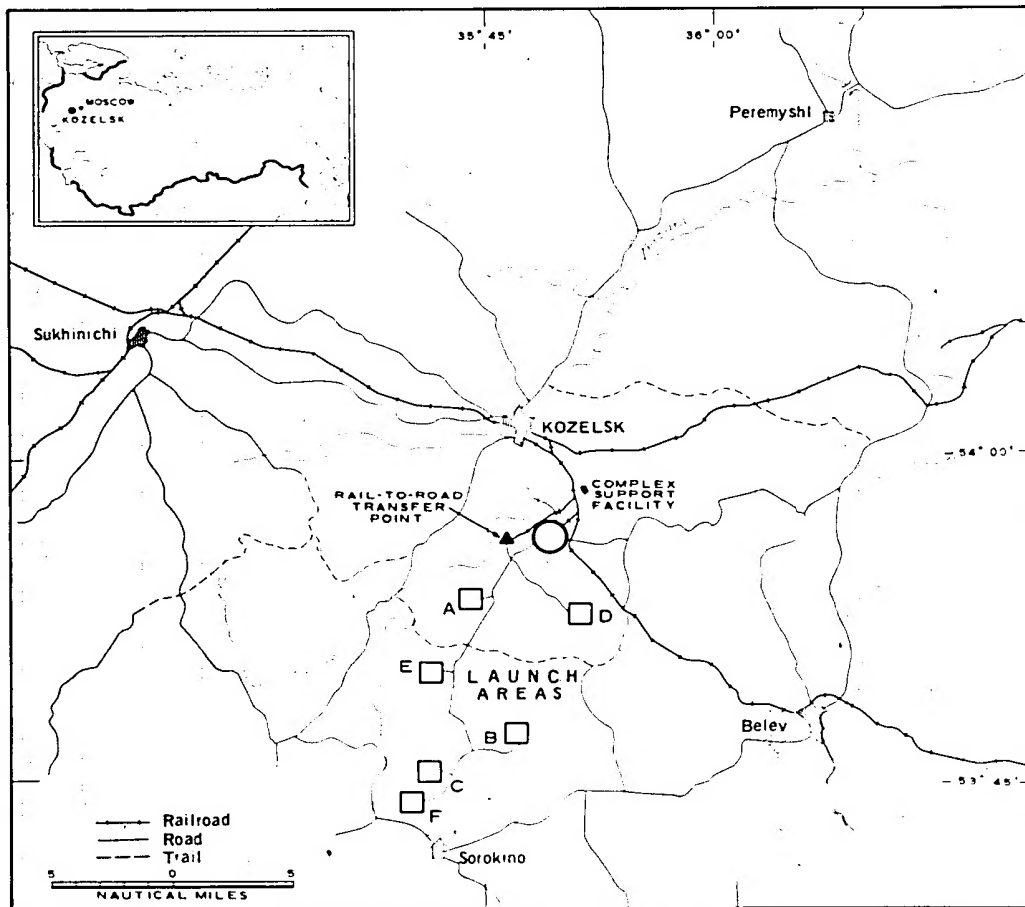 35° 45'
36° 00'
MOSCOW
KOZELSK
Peremyshl
Sukhinichi
KOZELSK
54° 00'
RAIL-TO-ROAD
TRANSFER
POINT
COMPLEX
SUPPORT
FACILITY
A
D
E
LAUNCH
AREAS
B
Belev
C
53° 45'
F
Railroad
Road
Trail
Sorokino
5 0 5
NAUTICAL MILES